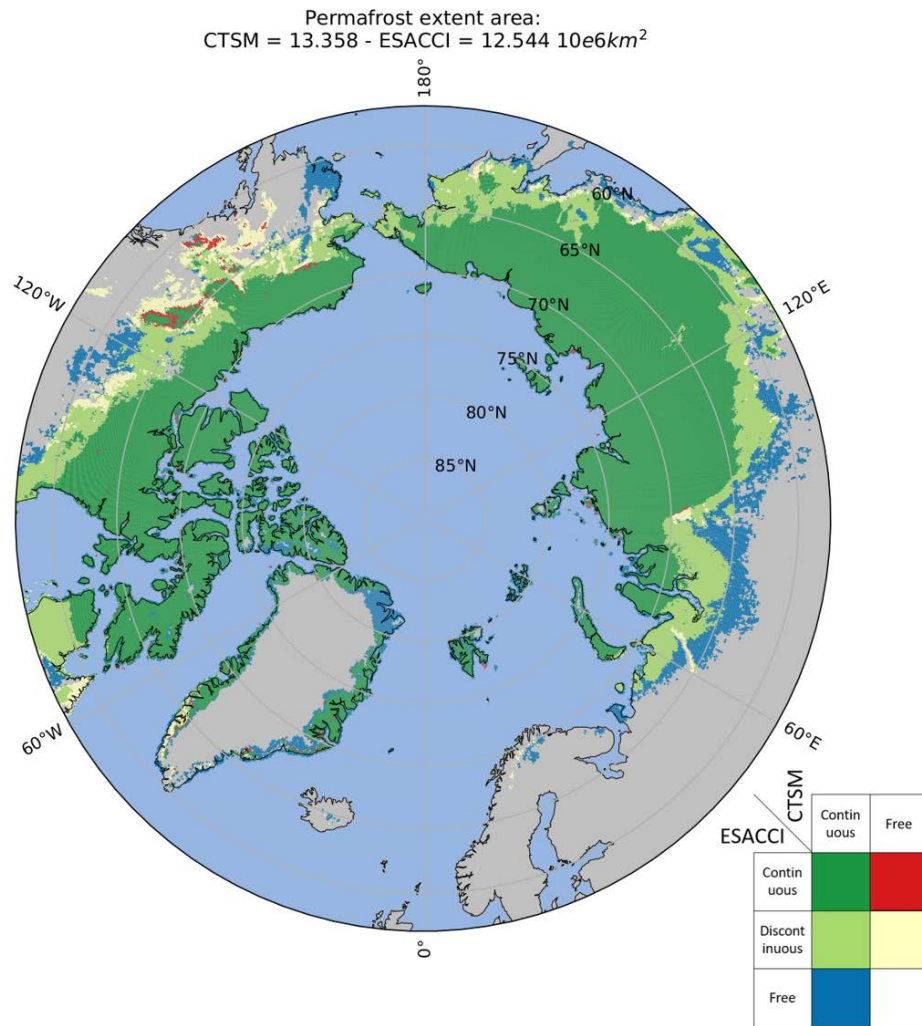 Permafrost extent area:
CTSM = 13.358 - ESACCI = 12.544 10e6km²
180°
60°N
65°N
120°W
120°E
70°N
75°N
80°N
85°N
60°W
60°E
0°
CTSM
ESACCI
Contin
uous
Free
Contin
uous
Discont
inuous
Free